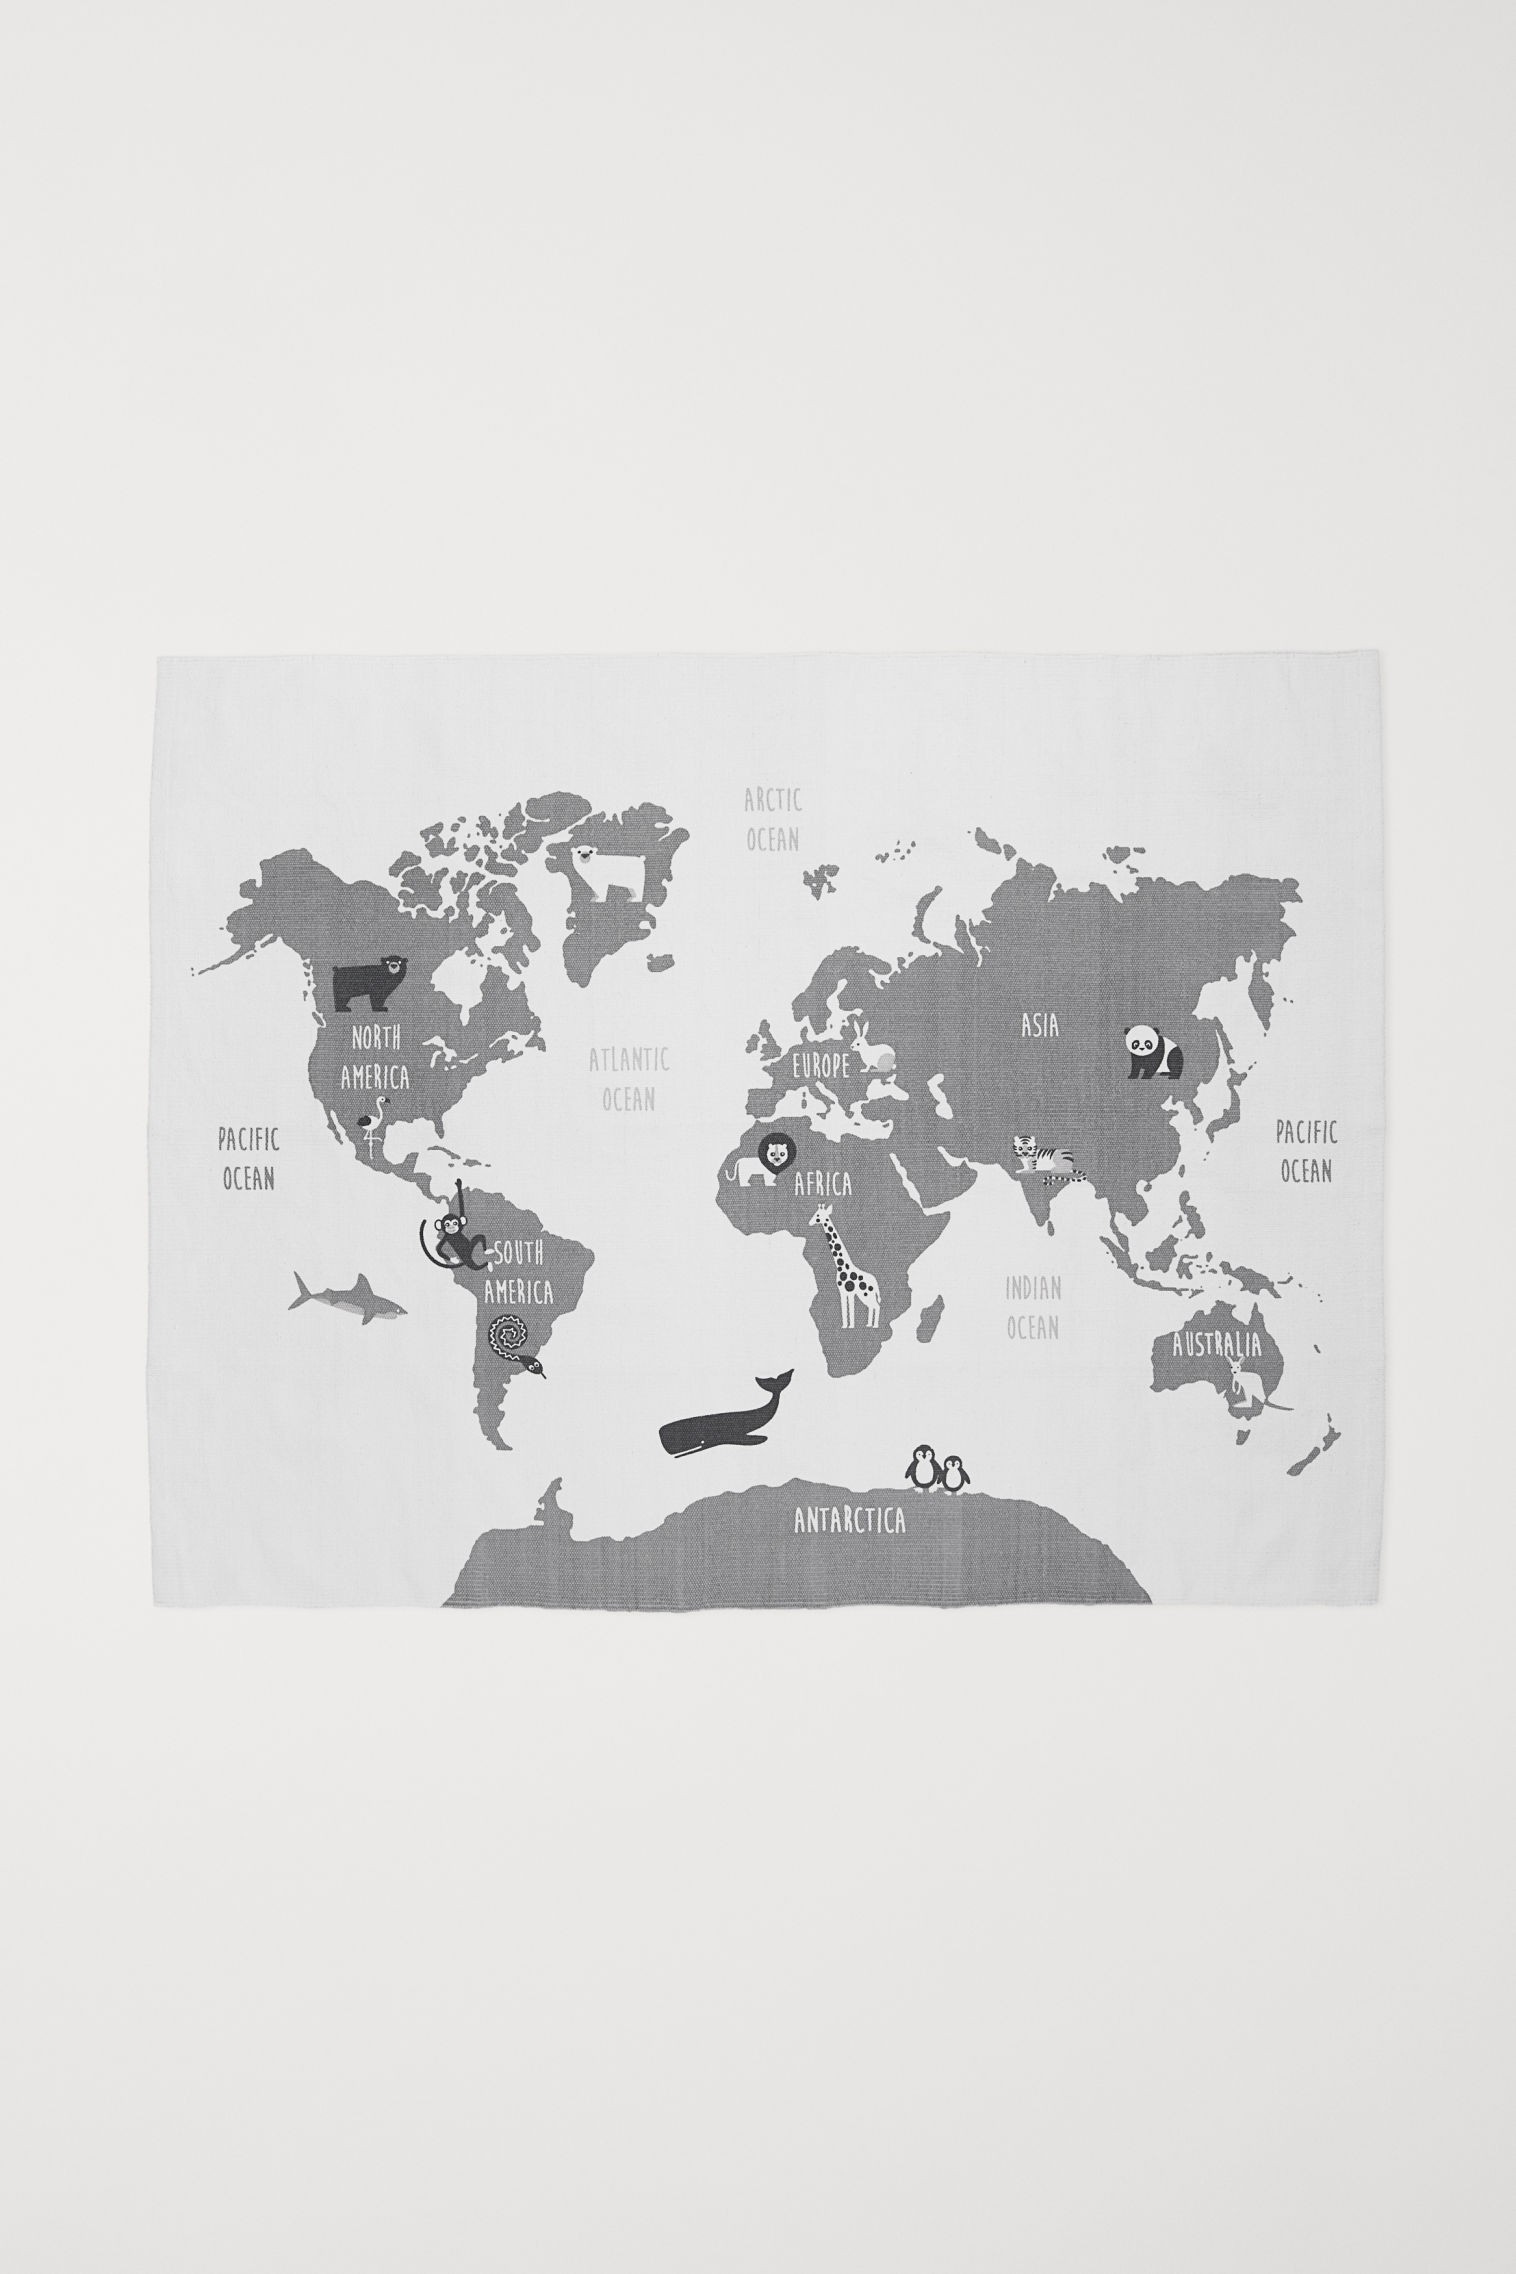 ARCTIC
OCEAN
NORTH
AMERICA
ATLANTIC
OCEAN
EUROPE
ASIA
PACIFIC
OCEAN
PACIFIC
OCEAN
AFRICA
SOUTH
AMERICA
INDIAN
OCEAN
AUSTRALIA
ANTARCTICA